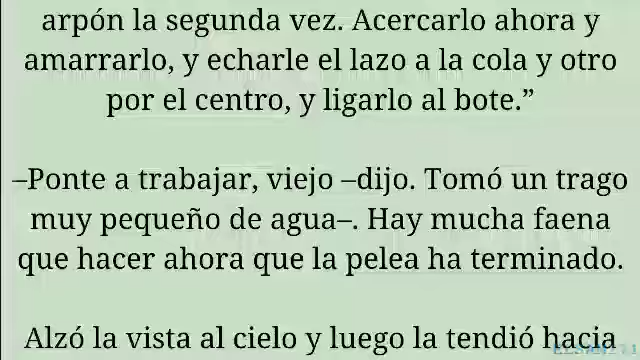 arpón la segunda vez. Acercarlo ahora y
amarrarlo, y echarle el lazo a la cola y otro
por el centro, y ligarlo al bote.”
–Ponte a trabajar, viejo –dijo. Tomó un trago
muy pequeño de agua–. Hay mucha faena
que hacer ahora que la pelea ha terminado.
Alzó la vista al cielo y luego la tendió hacia